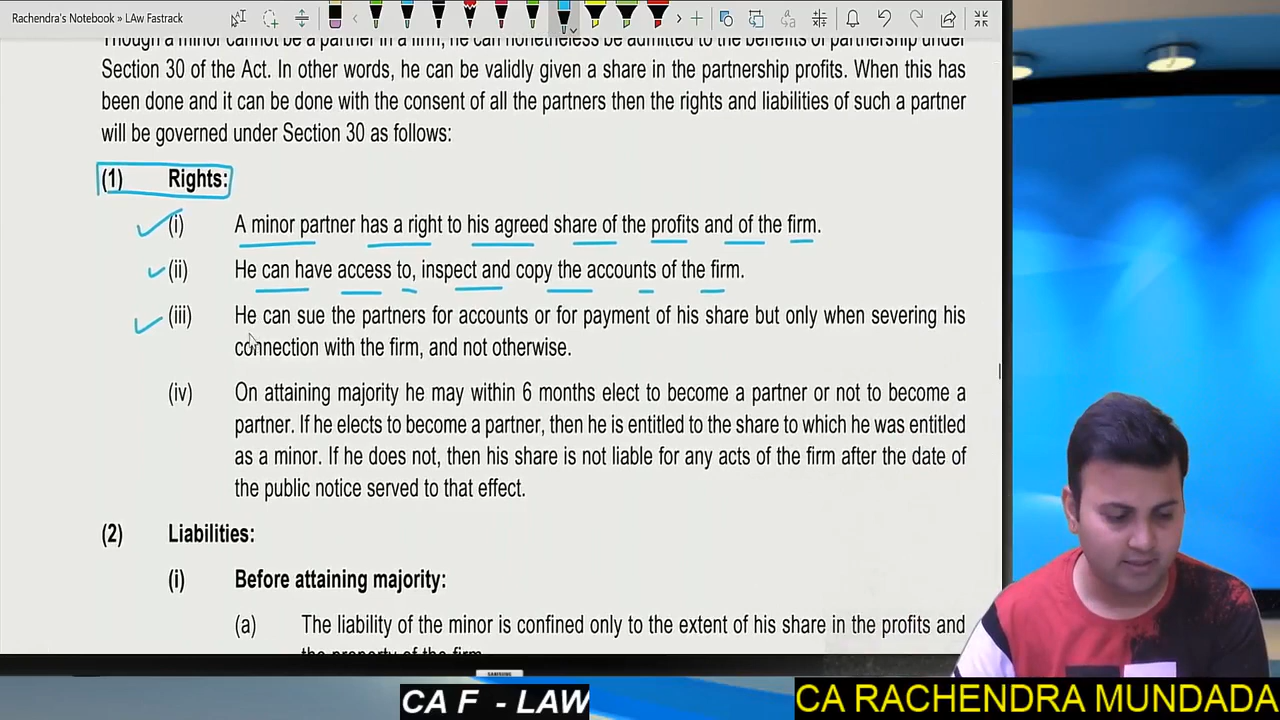 Rachendra's Notebook » LAw Fastrack
Though a minor cannot be a partner in a firm, he can nonetheless be admitted to the benefits of partnership under
Section 30 of the Act. In other words, he can be validly given a share in the partnership profits. When this has
been done and it can be done with the consent of all the partners then the rights and liabilities of such a partner
will be governed under Section 30 as follows:
(1) Rights:
(i) A minor partner has a right to his agreed share of the profits and of the firm.
(ii) He can have access to, inspect and copy the accounts of the firm.
(iii) He can sue the partners for accounts or for payment of his share but only when severing his
connection with the firm, and not otherwise.
(iv) On attaining majority he may within 6 months elect to become a partner or not to become a
partner. If he elects to become a partner, then he is entitled to the share to which he was entitled
as a minor. If he does not, then his share is not liable for any acts of the firm after the date of
the public notice served to that effect.
(2) Liabilities:
(i) Before attaining majority:
(a) The liability of the minor is confined only to the extent of his share in the profits and
the property of the firm.
SAMSUNG
CA F - LAW
CA RACHENDRA MUNDADA